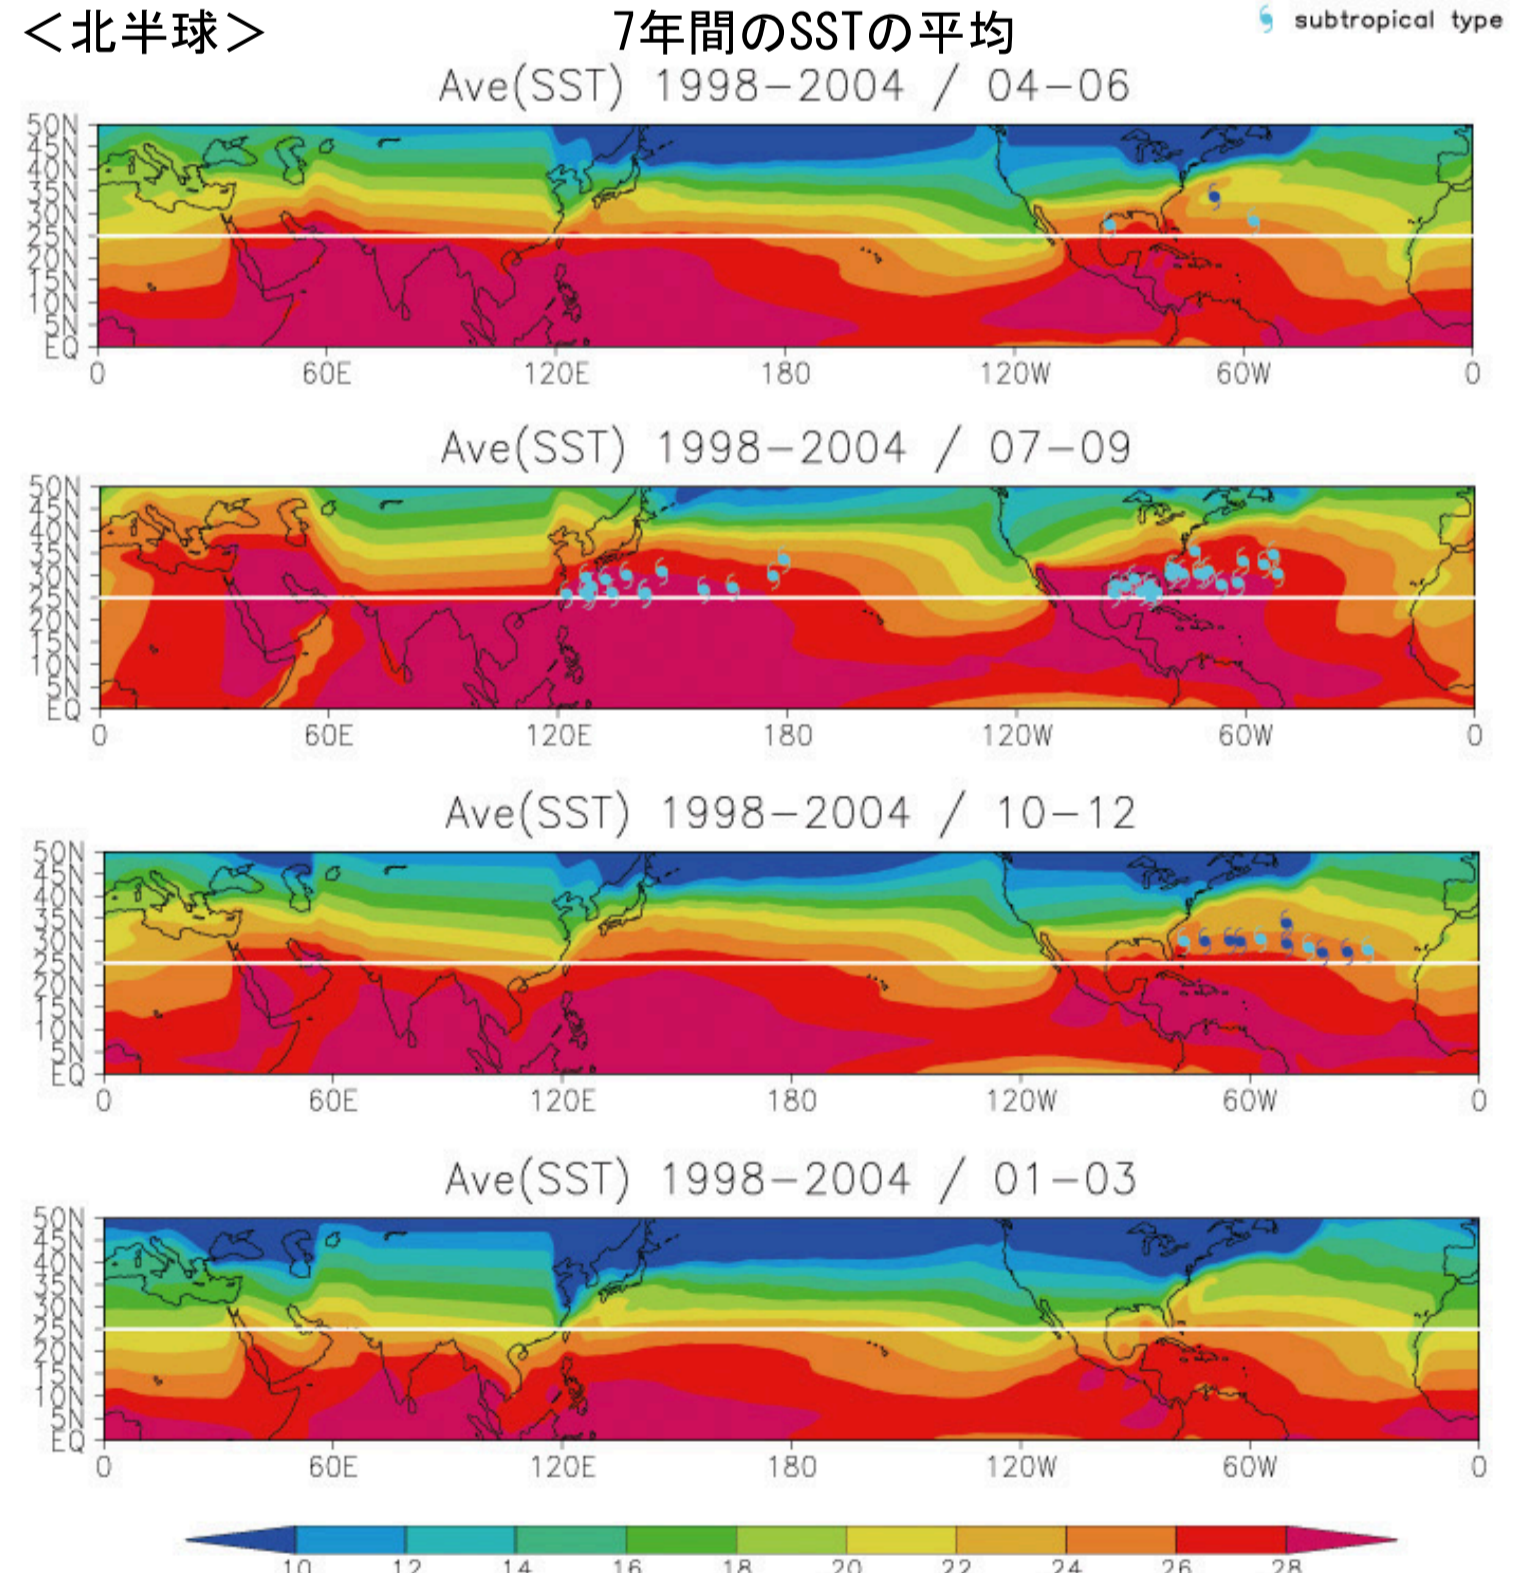 <北半球>
7年間のSSTの平均
subtropical type
Ave(SST) 1998-2004 / 04-06
50N
45N
40N
35N
30N
25N
20N
15N
10N
5N
EQ
0 60E 120E 180 120W 60W 0
Ave(SST) 1998-2004 / 07-09
50N
45N
40N
35N
30N
25N
20N
15N
10N
5N
EQ
0 60E 120E 180 120W 60W 0
Ave(SST) 1998-2004 / 10-12
50N
45N
40N
35N
30N
25N
20N
15N
10N
5N
EQ
0 60E 120E 180 120W 60W 0
Ave(SST) 1998-2004 / 01-03
50N
45N
40N
35N
30N
25N
20N
15N
10N
5N
EQ
0 60E 120E 180 120W 60W 0
10 12 14 16 18 20 22 24 26 28